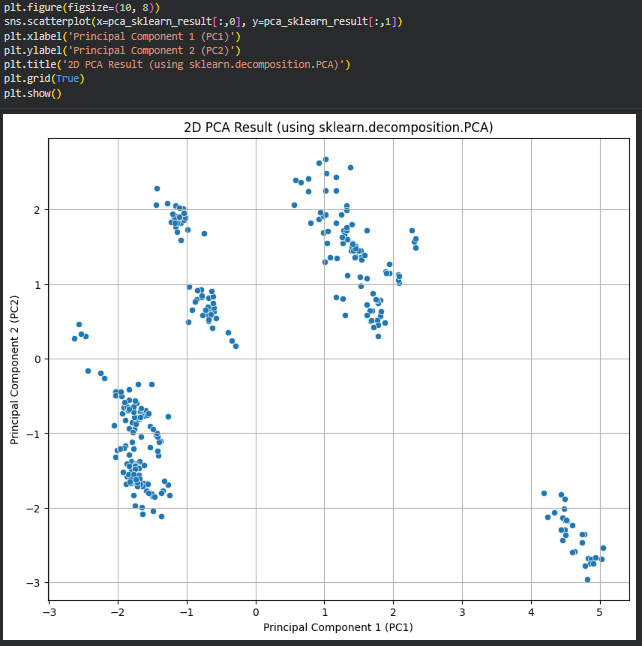 plt.figure(figsize=(10, 8))
sns.scatterplot(x=pca_sklearn_result[:,0], y=pca_sklearn_result[:,1])
plt.xlabel('Principal Component 1 (PC1)')
plt.ylabel('Principal Component 2 (PC2)')
plt.title('2D PCA Result (using sklearn.decomposition.PCA)')
plt.grid(True)
plt.show()
2D PCA Result (using sklearn.decomposition.PCA)
Principal Component 2 (PC2)
2
1
0
−1
−2
−3
−3 −2 −1 0 1 2 3 4 5
Principal Component 1 (PC1)